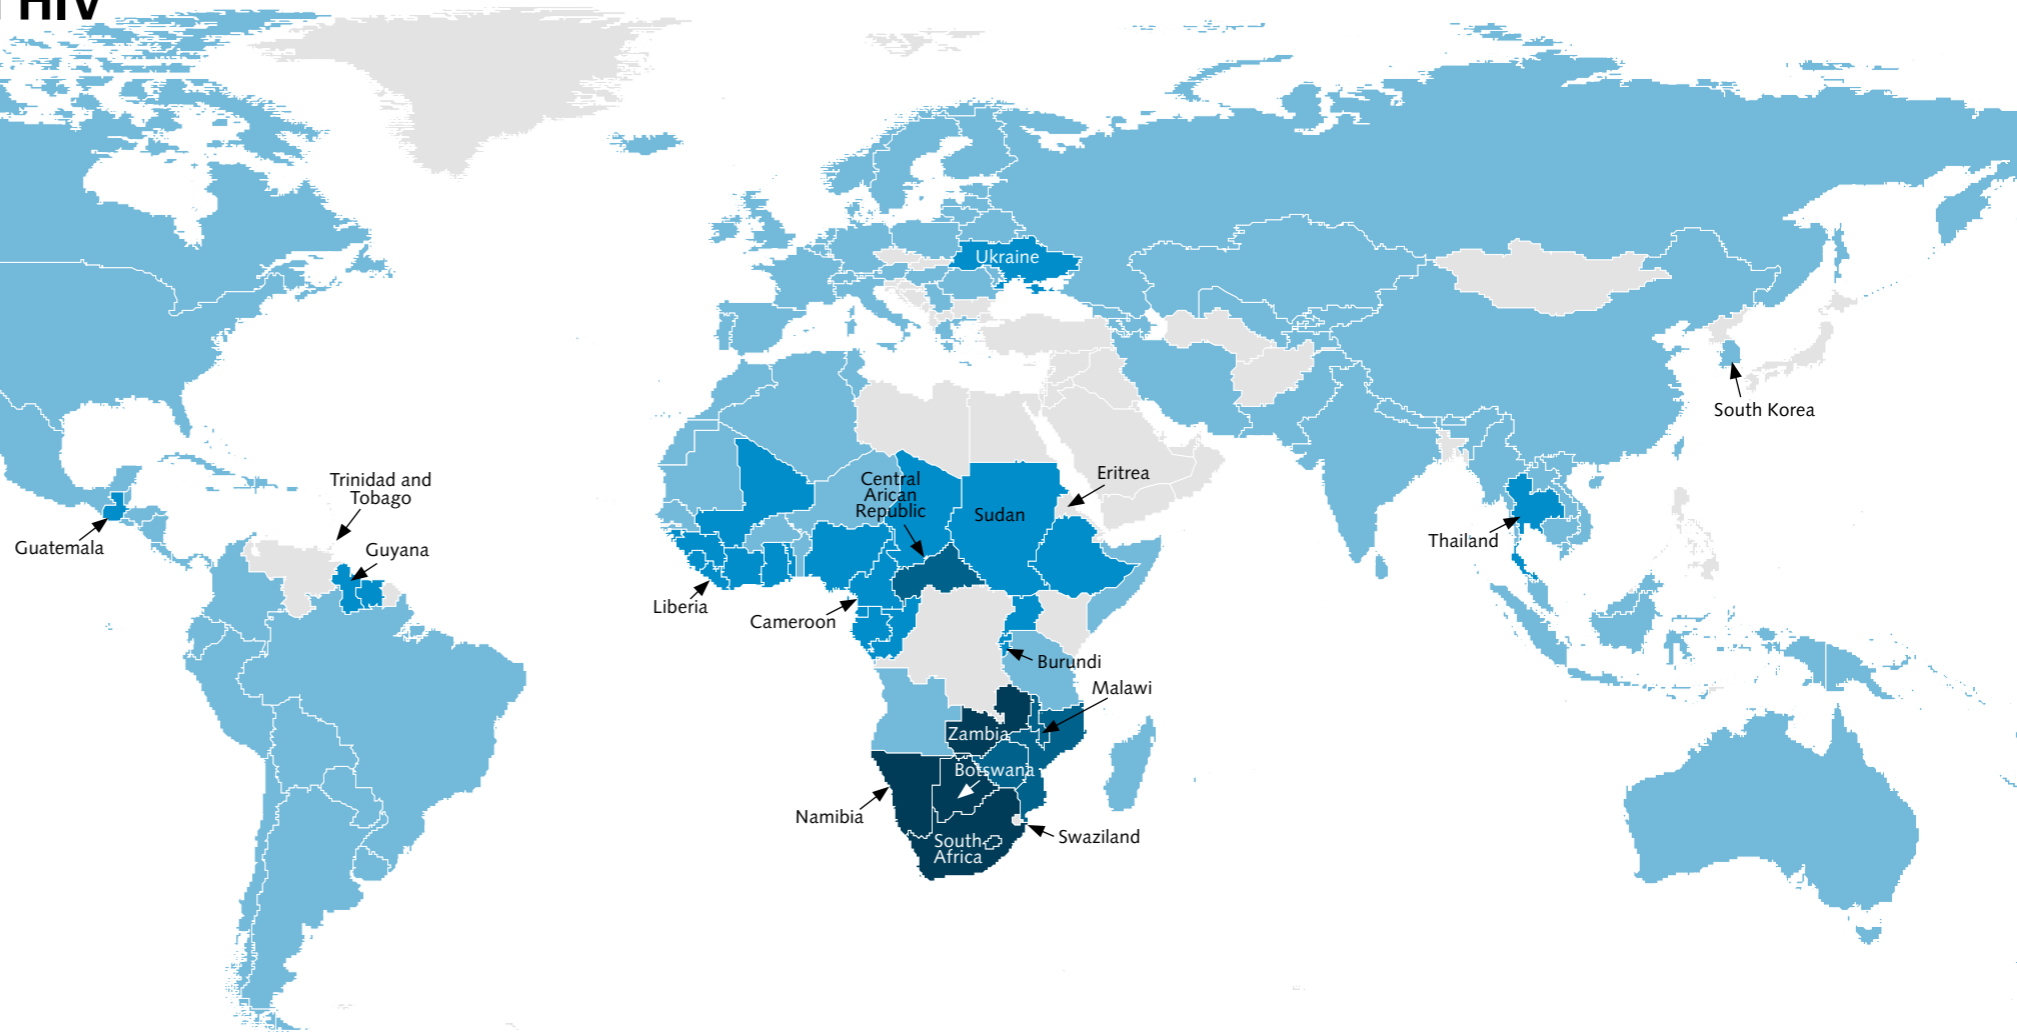 HIV
Ukraine
South Korea
Trinidad and
Tobago
Guatemala
Guyana
Central
Arican
Republic
Eritrea
Sudan
Thailand
Liberia
Cameroon
Burundi
Malawi
Zambia
Botswana
Namibia
Swaziland
South
Africa